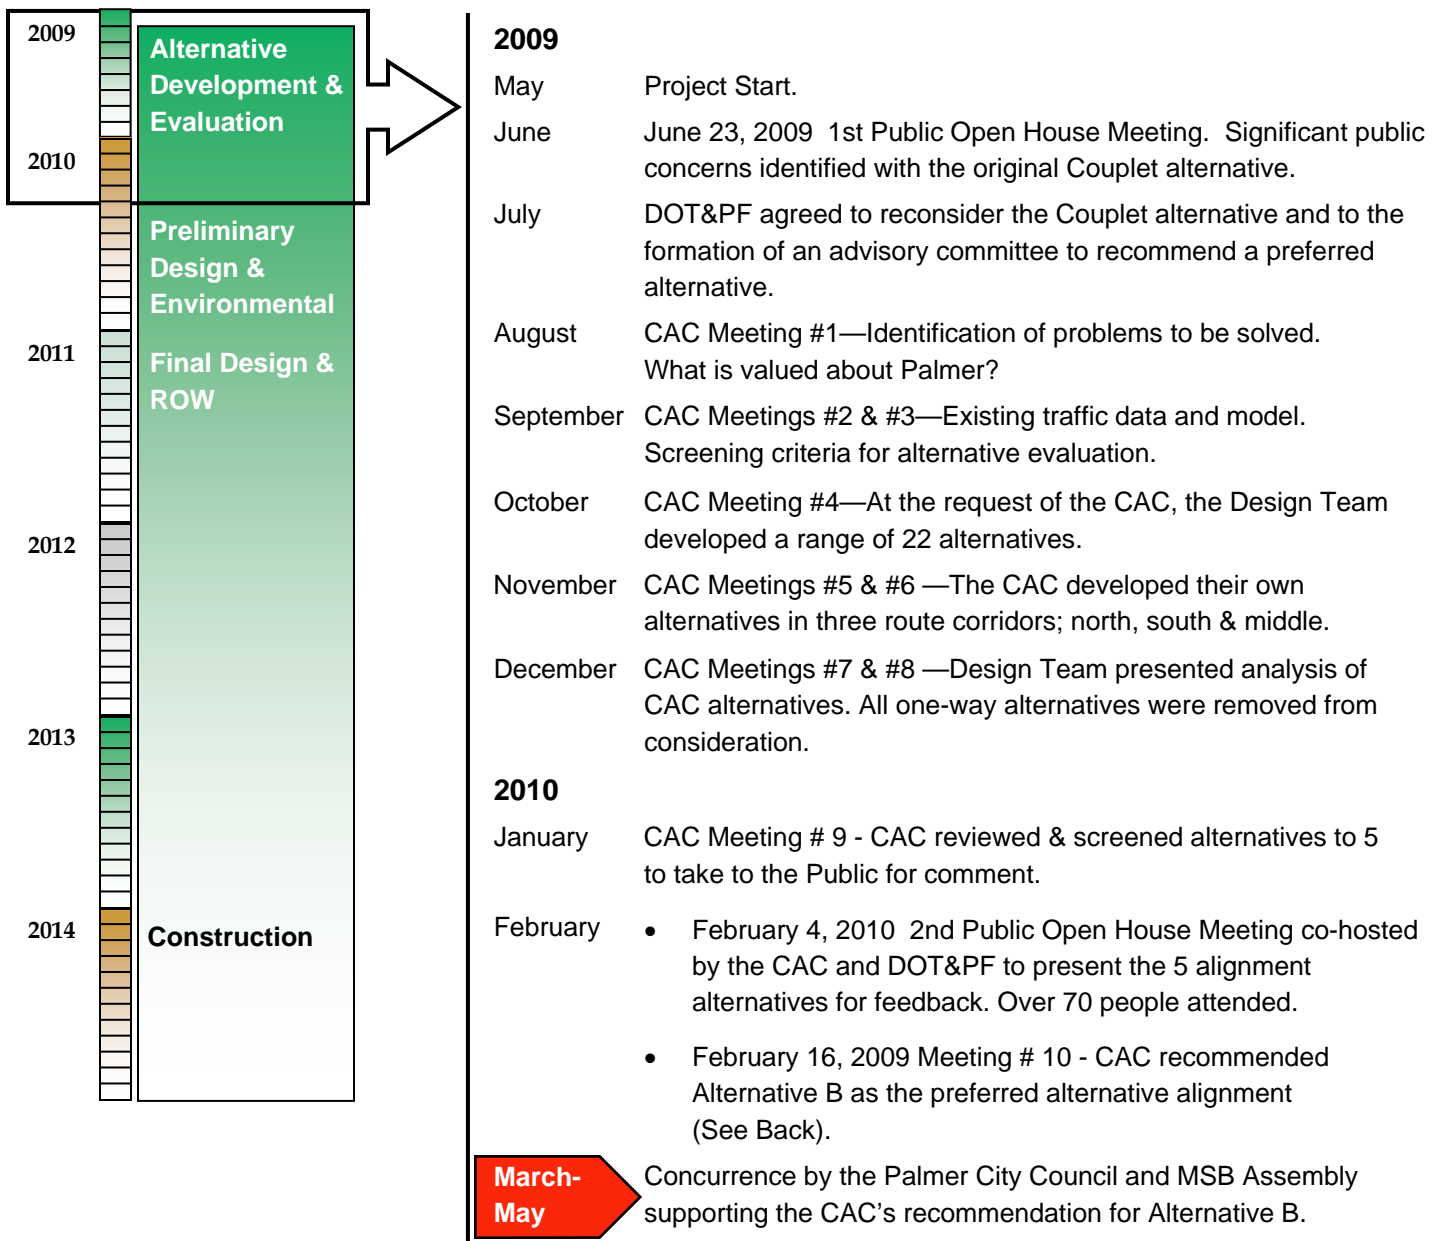 2009
Alternative
Development &
Evaluation
2010
Preliminary
Design &
Environmental
2011
Final Design &
ROW
2012
2013
2014
Construction
2009
May Project Start.
June June 23, 2009 1st Public Open House Meeting. Significant public
concerns identified with the original Couplet alternative.
July DOT&PF agreed to reconsider the Couplet alternative and to the
formation of an advisory committee to recommend a preferred
alternative.
August CAC Meeting #1—Identification of problems to be solved.
What is valued about Palmer?
September CAC Meetings #2 & #3—Existing traffic data and model.
Screening criteria for alternative evaluation.
October CAC Meeting #4—At the request of the CAC, the Design Team
developed a range of 22 alternatives.
November CAC Meetings #5 & #6 —The CAC developed their own
alternatives in three route corridors; north, south & middle.
December CAC Meetings #7 & #8 —Design Team presented analysis of
CAC alternatives. All one-way alternatives were removed from
consideration.
2010
January CAC Meeting # 9 - CAC reviewed & screened alternatives to 5
to take to the Public for comment.
February • February 4, 2010 2nd Public Open House Meeting co-hosted
by the CAC and DOT&PF to present the 5 alignment
alternatives for feedback. Over 70 people attended.
• February 16, 2009 Meeting # 10 - CAC recommended
Alternative B as the preferred alternative alignment
(See Back).
March- Concurrence by the Palmer City Council and MSB Assembly
May supporting the CAC's recommendation for Alternative B.